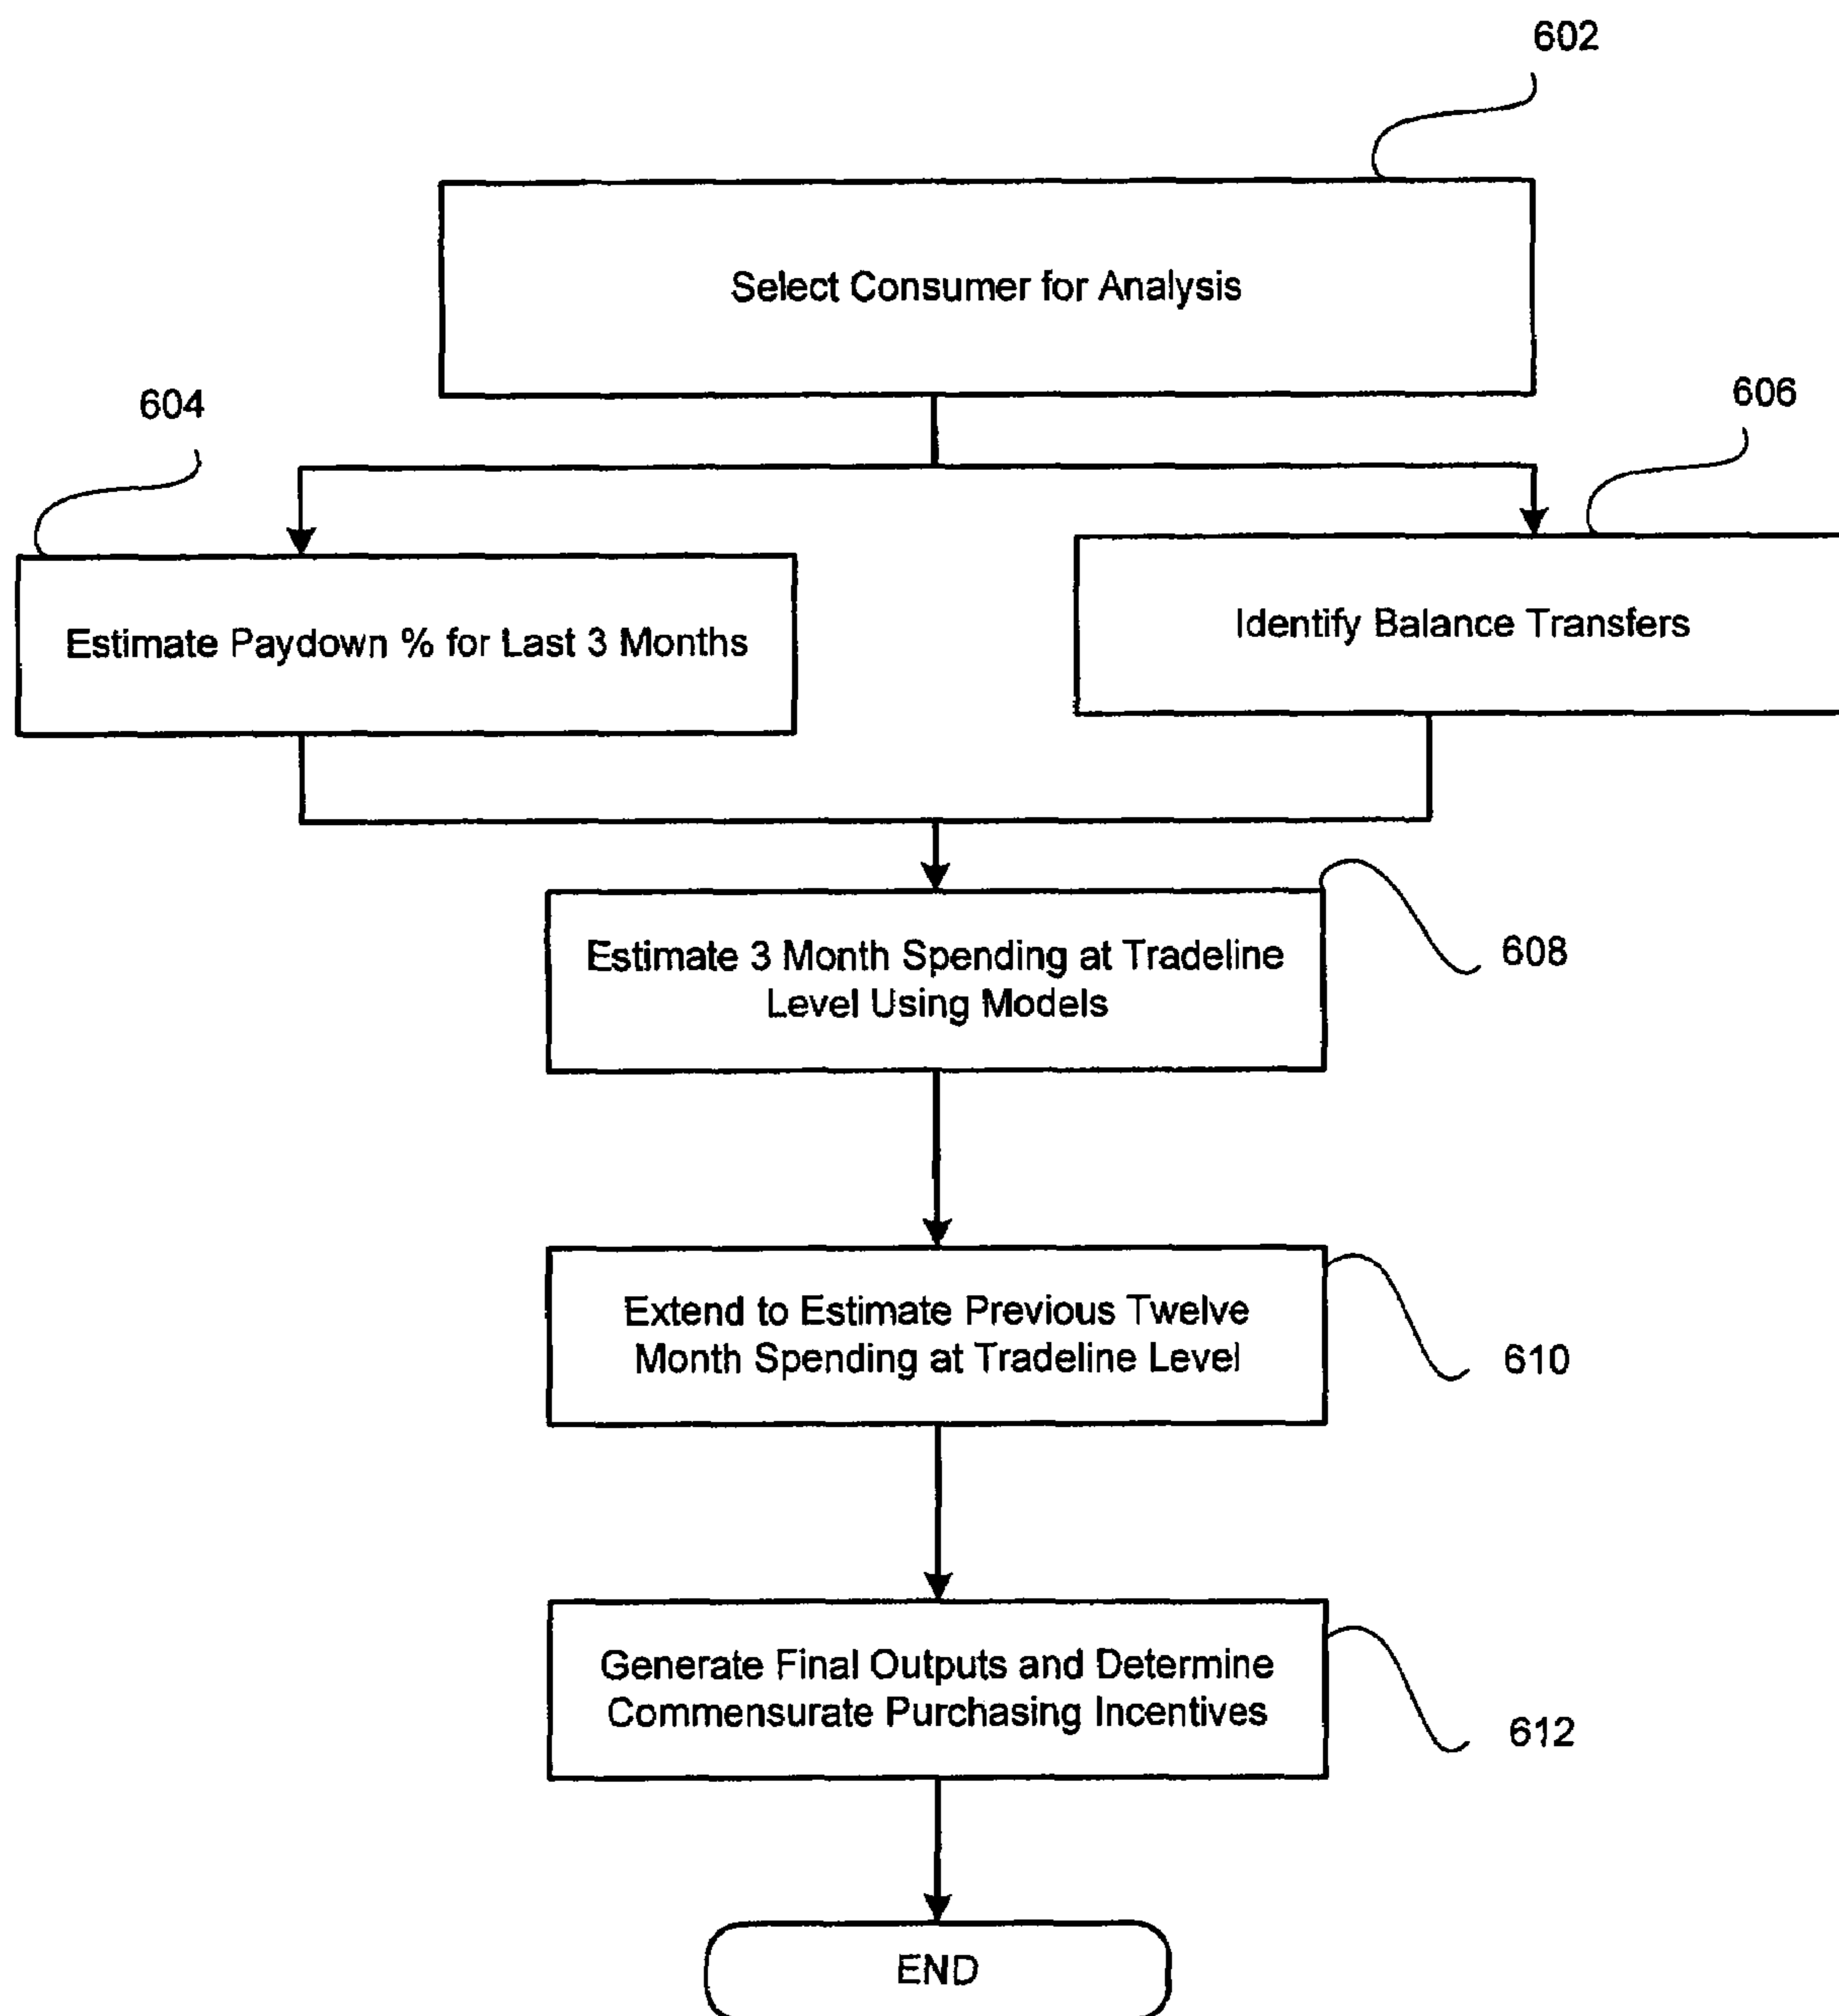 602
Select Consumer for Analysis
604
606
Estimate Paydown % for Last 3 Months
Identify Balance Transfers
Estimate 3 Month Spending at Tradeline
Level Using Models
608
Extend to Estimate Previous Twelve
Month Spending at Tradeline Level
610
Generate Final Outputs and Determine
Commensurate Purchasing Incentives
612
END